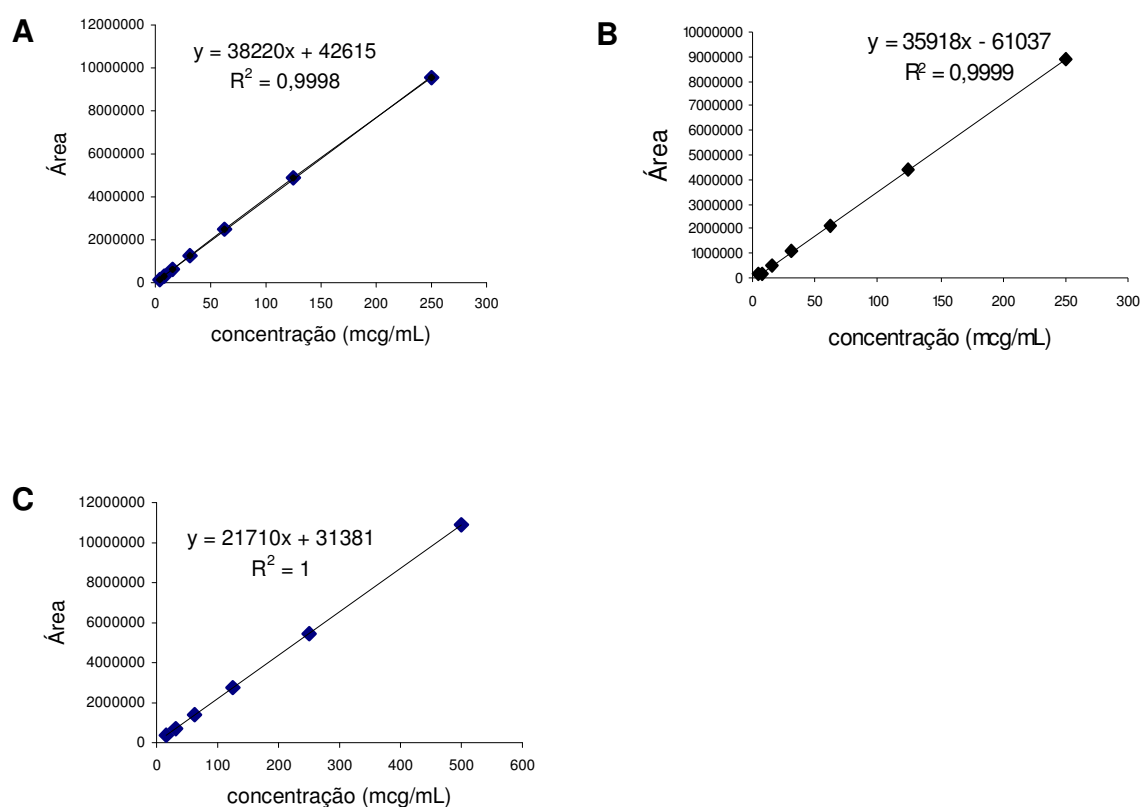 A
12000000
10000000
8000000
6000000
4000000
2000000
0
Área
y = 38220x + 42615
R² = 0,9998
0 50 100 150 200 250 300
concentração (mcg/mL)
B
10000000
9000000
8000000
7000000
6000000
5000000
4000000
3000000
2000000
1000000
0
Área
y = 35918x - 61037
R² = 0,9999
0 50 100 150 200 250 300
concentração (mcg/mL)
C
12000000
10000000
8000000
6000000
4000000
2000000
0
Área
y = 21710x + 31381
R² = 1
0 100 200 300 400 500 600
concentração (mcg/mL)